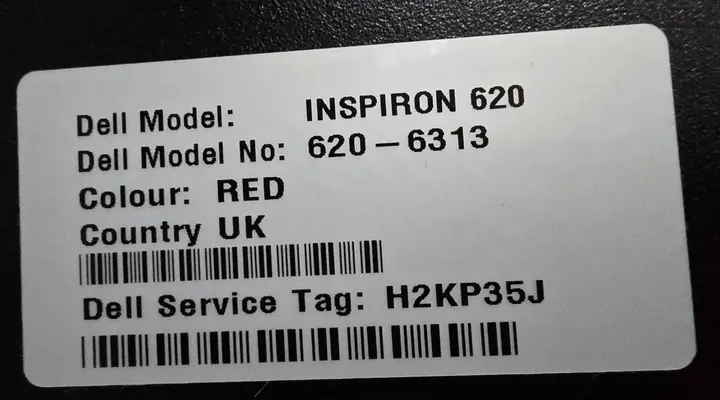 Dell Model: INSPIRON 620
Dell Model No: 620-6313
Colour: RED
Country UK
Dell Service Tag: H2KP35J